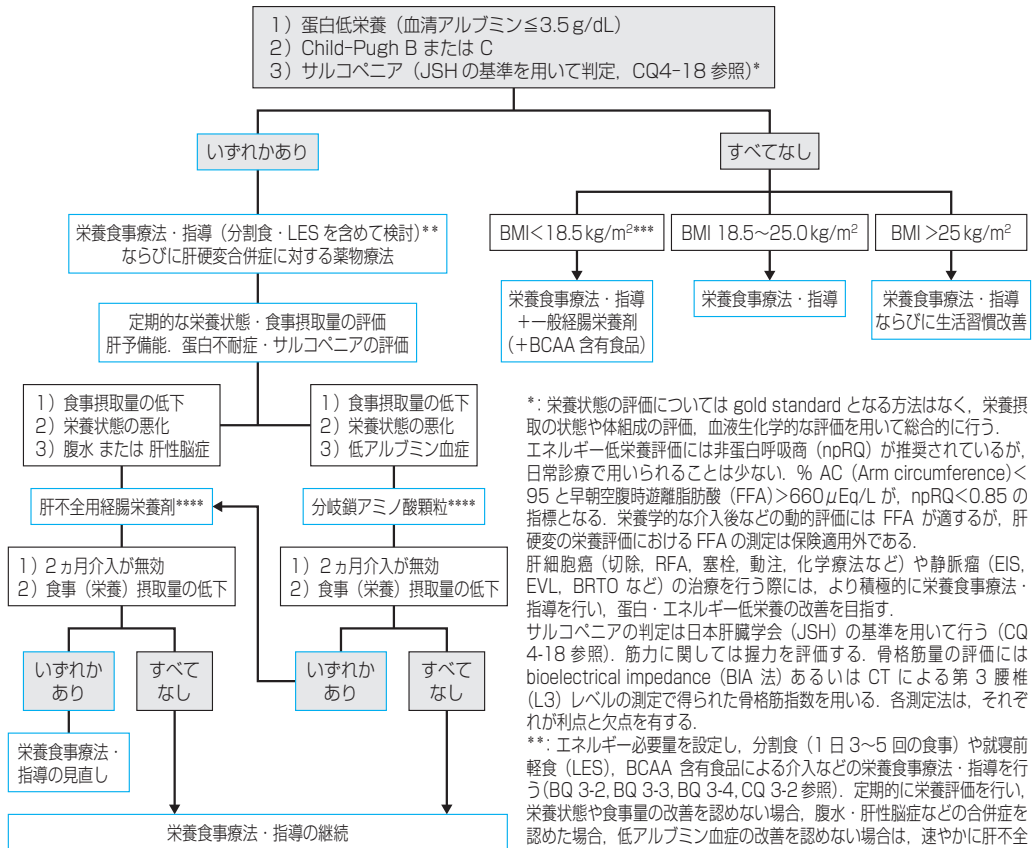 1）蛋白低栄養（血清アルブミン≦3.5g/dL）
2）Child-Pugh B または C
3）サルコペニア（JSHの基準を用いて判定，CQ4-18参照）*
いずれかあり
すべてなし
栄養食事療法・指導（分割食・LESを含めて検討）**
ならびに肝硬変合併症に対する薬物療法
定期的な栄養状態・食事摂取量の評価
肝予備能．蛋白不耐症・サルコペニアの評価
1）食事摂取量の低下
2）栄養状態の悪化
3）腹水 または 肝性脳症
1）食事摂取量の低下
2）栄養状態の悪化
3）低アルブミン血症
肝不全用経腸栄養剤****
分岐鎖アミノ酸顆粒****
1）2ヵ月介入が無効
2）食事（栄養）摂取量の低下
1）2ヵ月介入が無効
2）食事（栄養）摂取量の低下
いずれか
あり
すべて
なし
いずれか
あり
すべて
なし
栄養食事療法・
指導の見直し
栄養食事療法・指導の継続
BMI＜18.5kg/m²***
BMI 18.5～25.0kg/m²
BMI ＞25kg/m²
栄養食事療法・指導
＋一般経腸栄養剤
（＋BCAA含有食品）
栄養食事療法・指導
栄養食事療法・指導
ならびに生活習慣改善
*：栄養状態の評価については gold standard となる方法はなく，栄養摂
取の状態や体組成の評価，血液生化学的な評価を用いて総合的に行う．
エネルギー低栄養評価には非蛋白呼吸商（npRQ）が推奨されているが，
日常診療で用いられることは少ない．％ AC（Arm circumference）＜
95 と早朝空腹時遊離脂肪酸（FFA）＞660μEq/L が，npRQ＜0.85 の
指標となる．栄養学的な介入後などの動的評価には FFA が適するが，肝
硬変の栄養評価における FFA の測定は保険適用外である．
肝細胞癌（切除，RFA，塞栓，動注，化学療法など）や静脈瘤（EIS，
EVL，BRTO など）の治療を行う際には，より積極的に栄養食事療法・
指導を行い，蛋白・エネルギー低栄養の改善を目指す．
サルコペニアの判定は日本肝臓学会（JSH）の基準を用いて行う（CQ
4-18 参照）．筋力に関しては握力を評価する．骨格筋量の評価には
bioelectrical impedance（BIA 法）あるいは CT による第 3 腰椎
（L3）レベルの測定で得られた骨格筋指数を用いる．各測定法は，それぞ
れが利点と欠点を有する．
**：エネルギー必要量を設定し，分割食（1日3～5回の食事）や就寝前
軽食（LES），BCAA 含有食品による介入などの栄養食事療法・指導を行
う（BQ 3-2，BQ 3-3，BQ 3-4，CQ 3-2 参照）．定期的に栄養評価を行い，
栄養状態や食事量の改善を認めない場合，腹水・肝性脳症などの合併症を
認めた場合，低アルブミン血症の改善を認めない場合は，速やかに肝不全